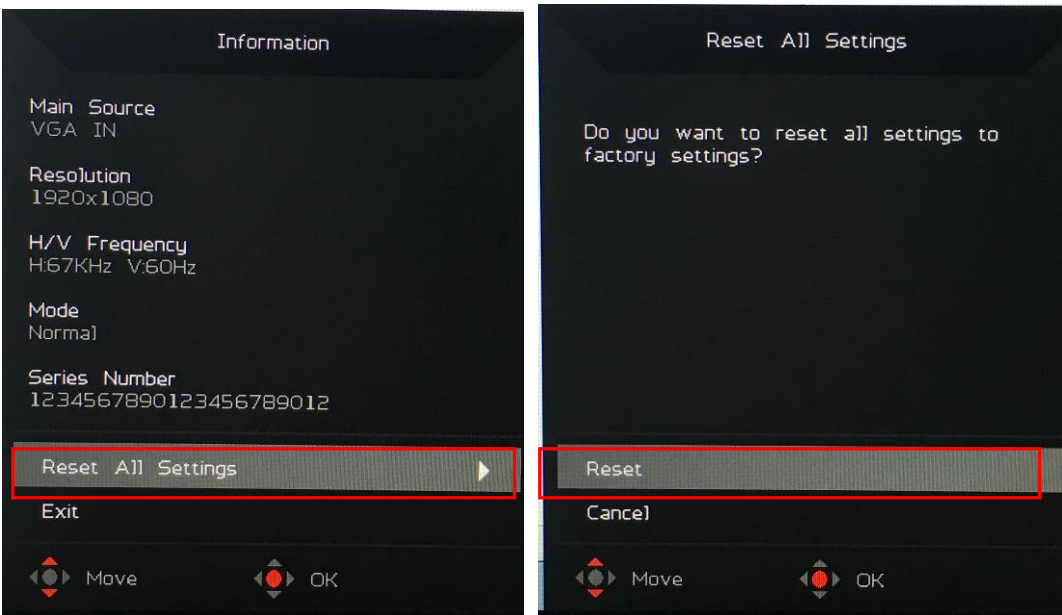 Information
Main Source
VGA IN
Resolution
1920x1080
H/V Frequency
H:67KHz V:60Hz
Mode
Normal
Series Number
1234567890123456789012
Reset All Settings
Exit
Move OK
Reset All Settings
Do you want to reset all settings to
factory settings?
Reset
Cancel
Move OK